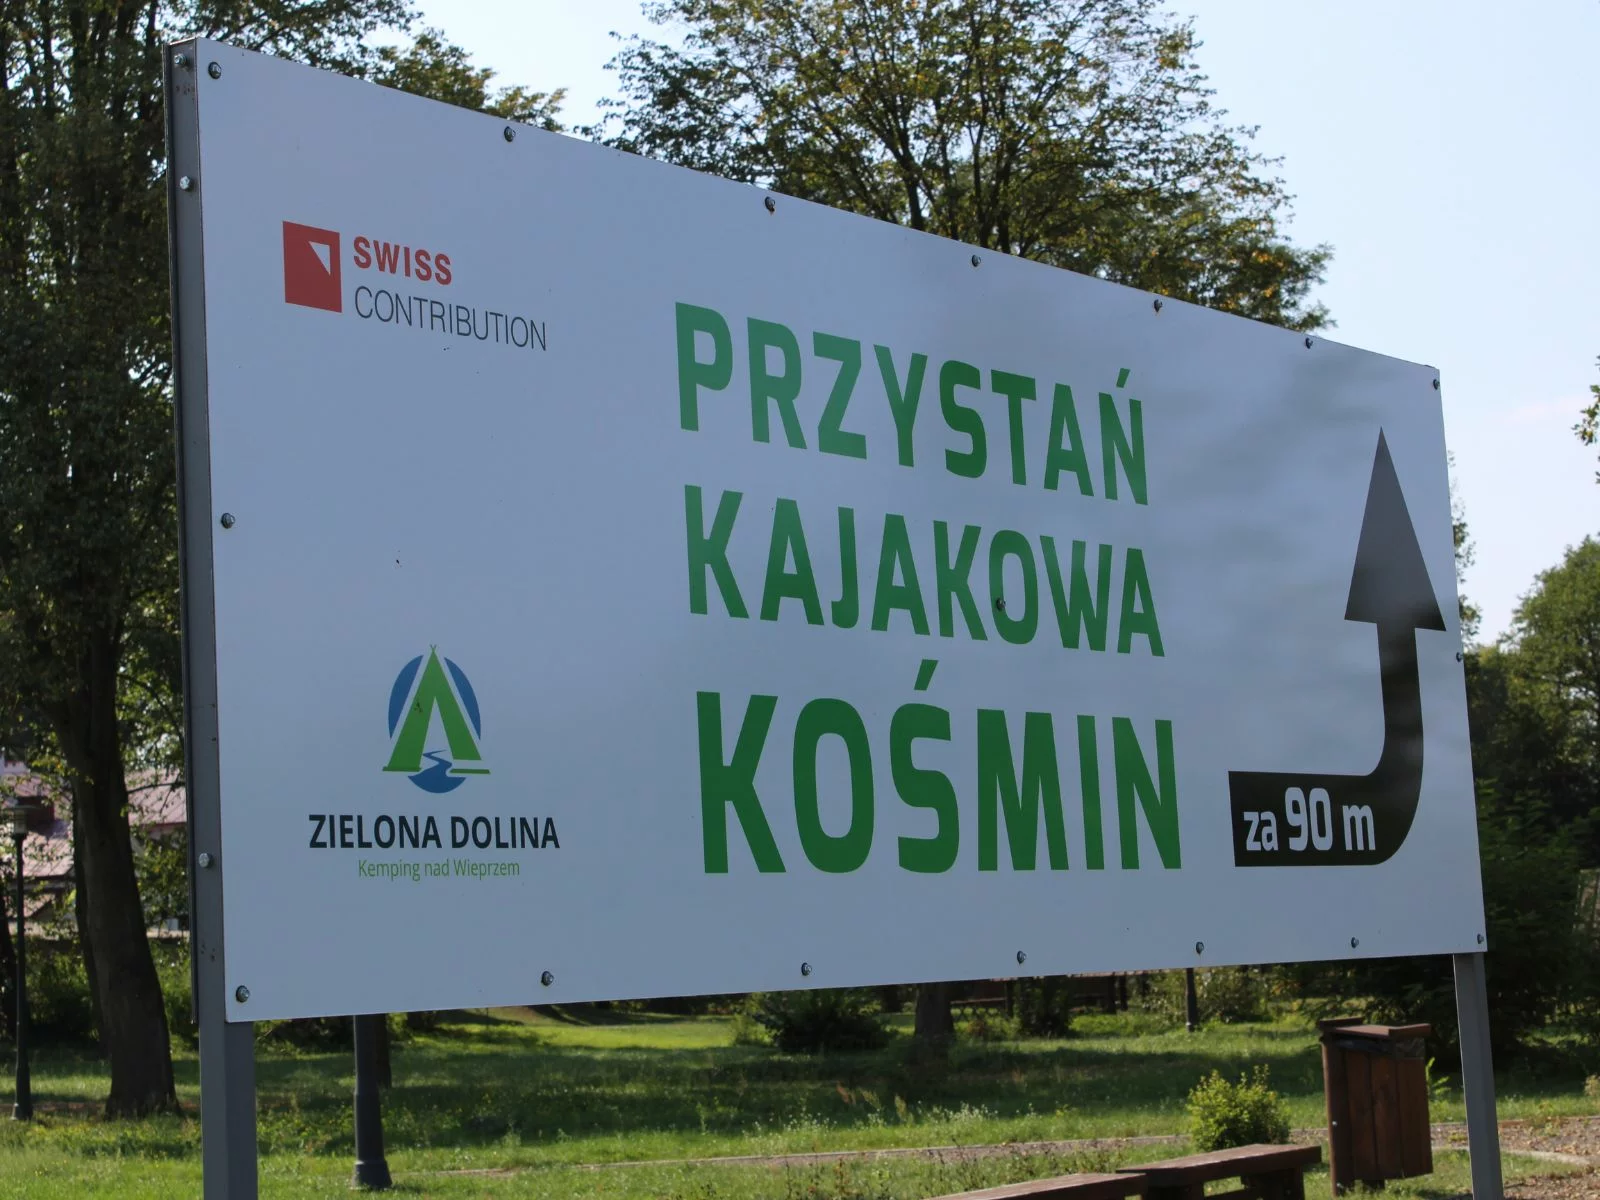 SWISS
CONTRIBUTION
PRZYSTAŃ
KAJAKOWA
KOŚMIN
za 90 m
ZIELONA DOLINA
Kemping nad Wieprzem